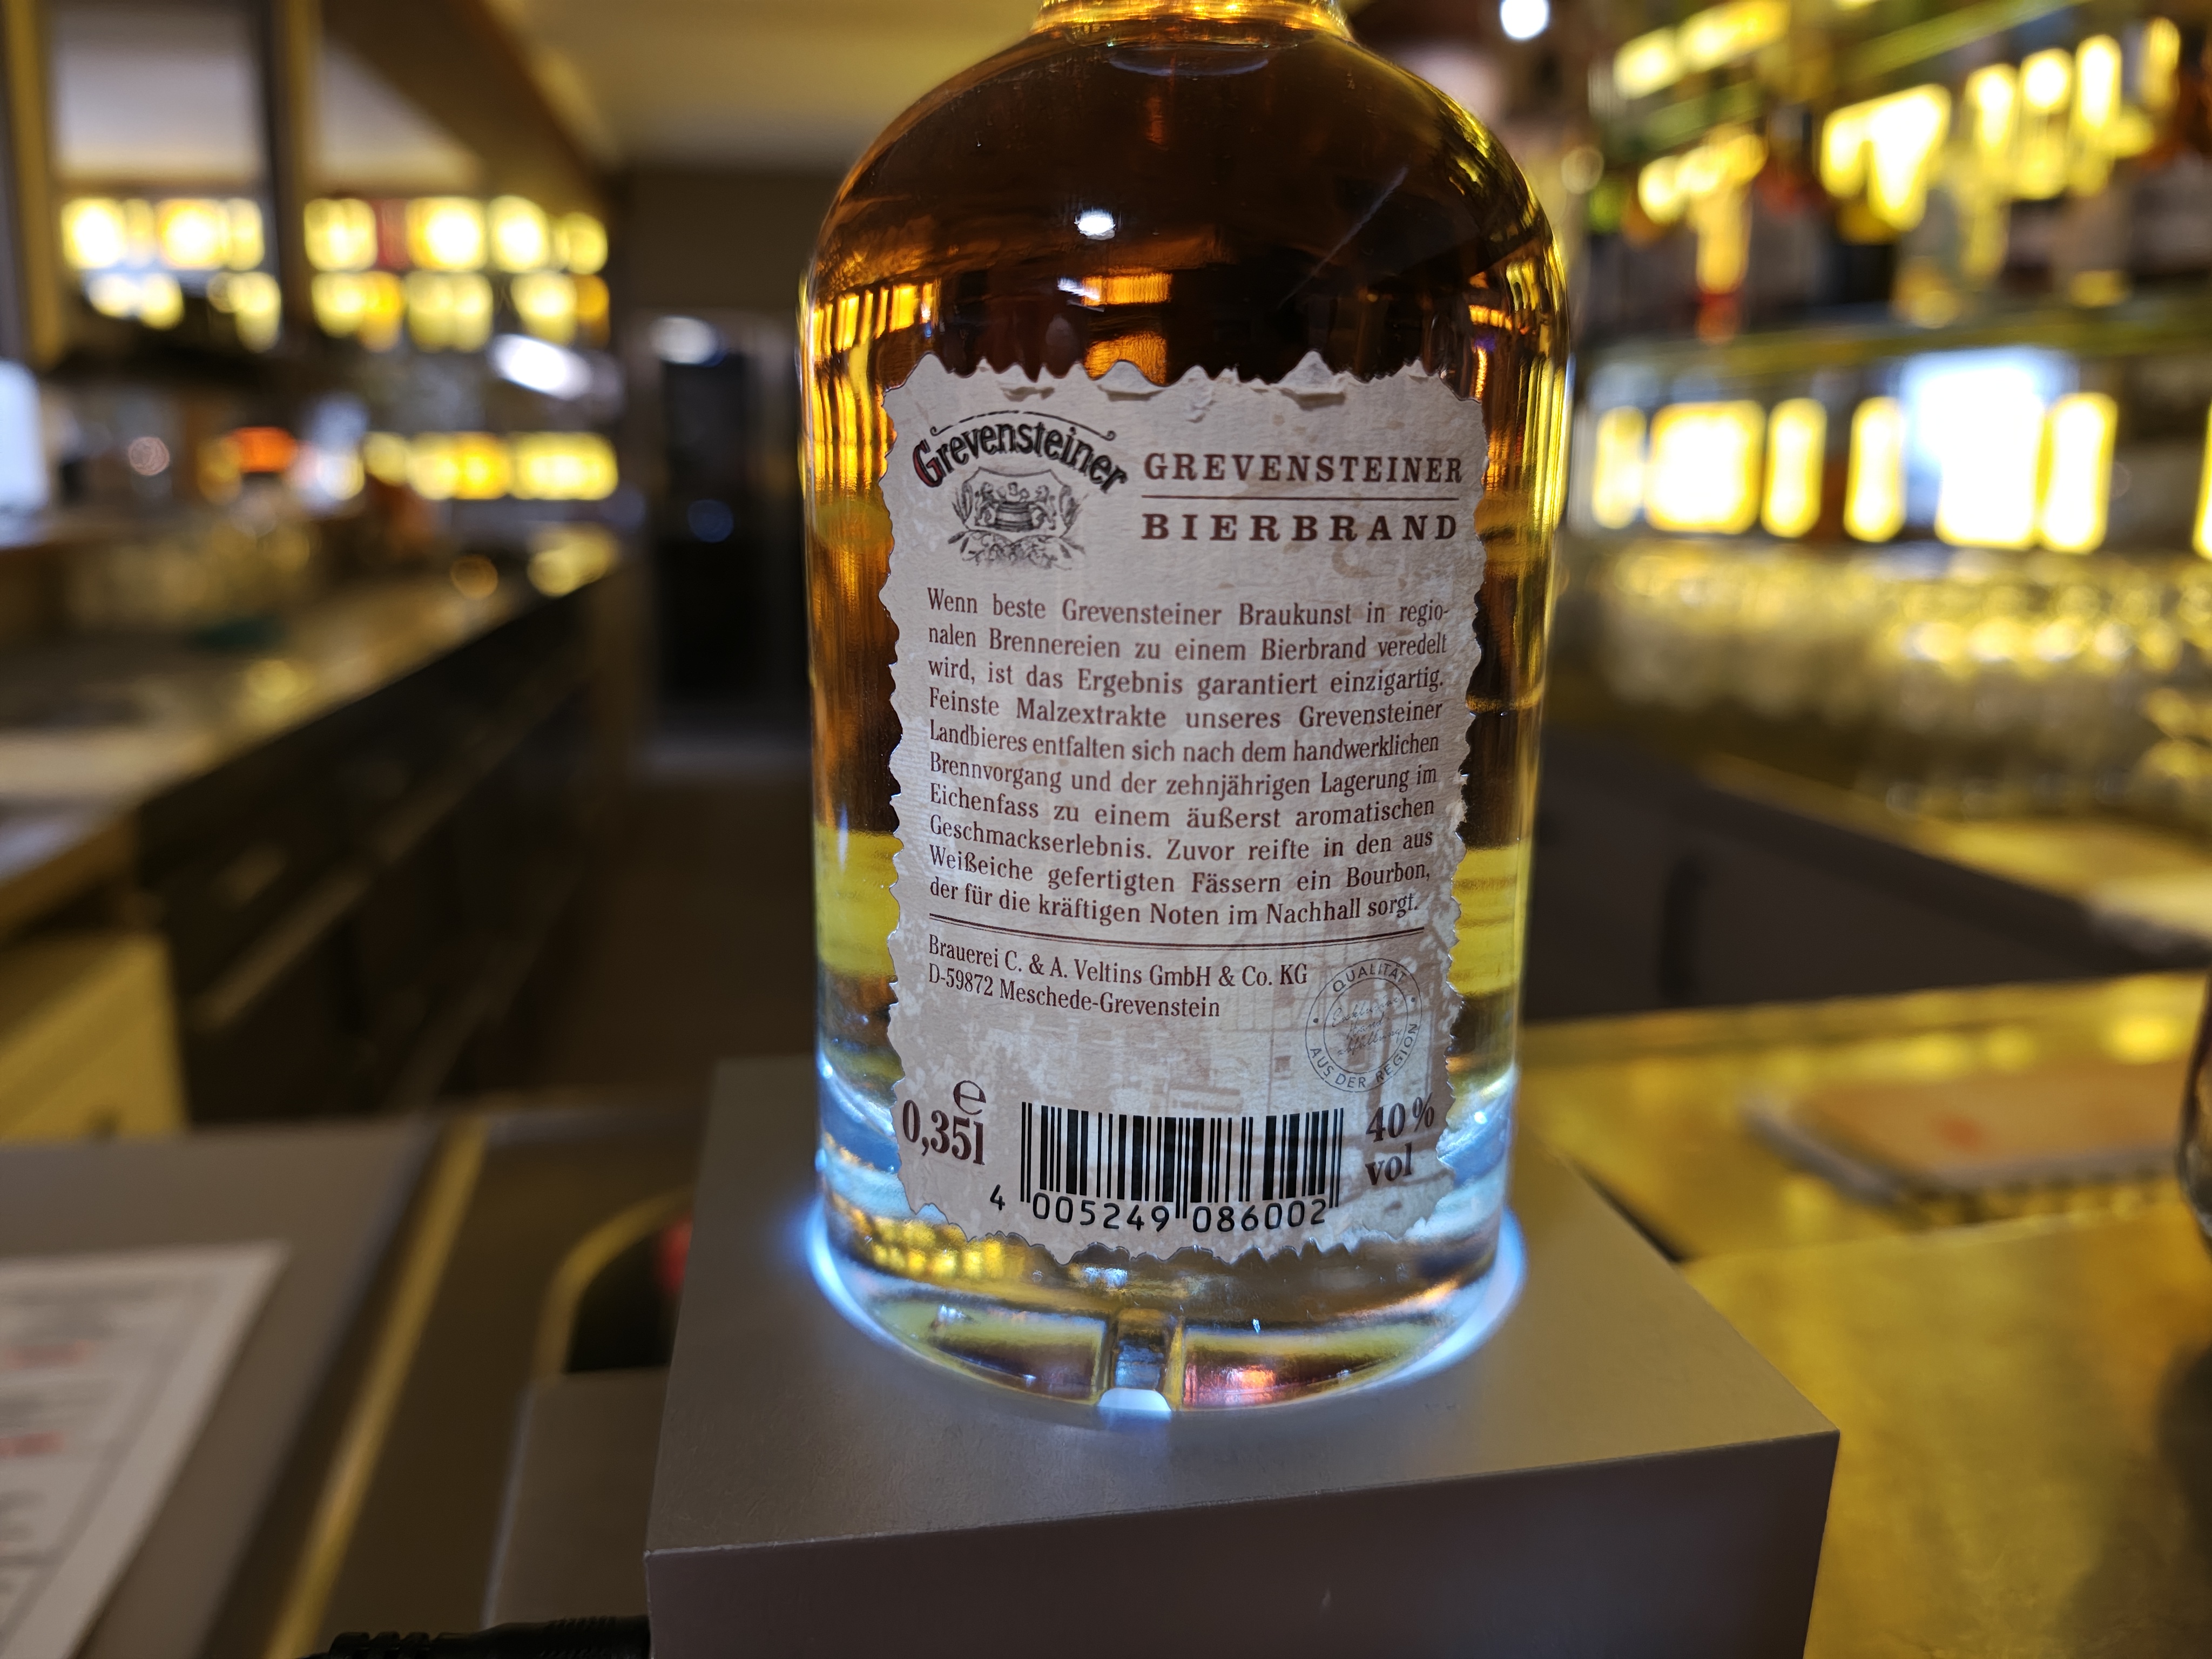 Grevensteiner
GREVENSTEINER
BIERBRAND
Wenn beste Grevensteiner Braukunst in regio-
nalen Brennereien zu einem Bierbrand veredelt
wird, ist das Ergebnis garantiert einzigartig.
Feinste Malzextrakte unseres Grevensteiner
Landbieres entfalten sich nach dem handwerklichen
Brennvorgang und der zehnjährigen Lagerung im
Eichenfass zu einem äußerst aromatischen
Geschmackserlebnis. Zuvor reifte in den aus
Weißeiche gefertigten Fässern ein Bourbon,
der für die kräftigen Noten im Nachhall sorgt.
Brauerei C. & A. Veltins GmbH & Co. KG
D-59872 Meschede-Grevenstein
QUALITÄT
AUS DER REGION
e
0,35l
40%
vol
4 005249 086002